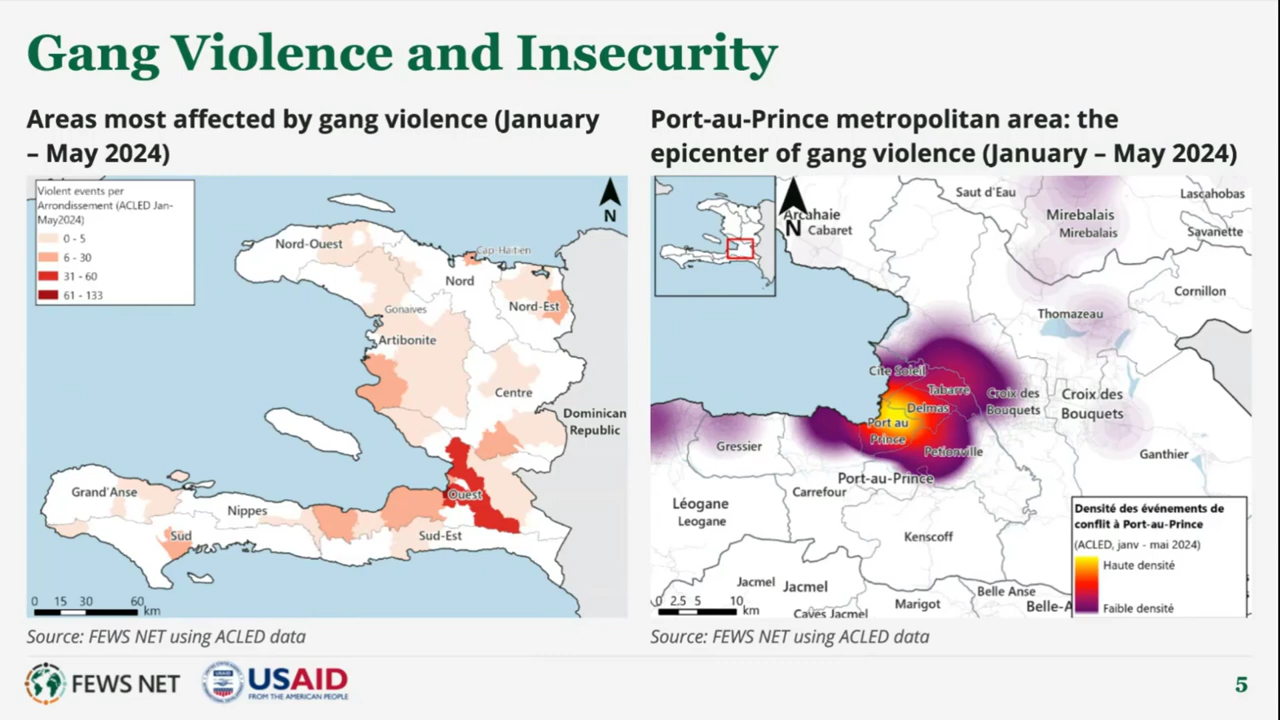 Gang Violence and Insecurity
Areas most affected by gang violence (January
– May 2024)
Violent events per
Arrondissement (ACLED Jan-
May2024)
0 - 5
6 - 30
31 - 60
61 - 133
N
Nord-Ouest
Cap-Haïtien
Nord
Nord-Est
Gonaives
Artibonite
Centre
Dominican
Republic
Ouest
Grand'Anse
Nippes
Sud
Sud-Est
0 15 30 60
km
Source: FEWS NET using ACLED data
Port-au-Prince metropolitan area: the
epicenter of gang violence (January – May 2024)
N
Arcahaie
Cabaret
Saut d'Eau
Lascahobas
Mirebalais
Mirebalais
Savanette
Cornillon
Thomazeau
Cite Soleil
Tabarre
Delmas
Croix des
Bouquets
Croix des
Bouquets
Port au
Prince
Petionville
Gressier
Ganthier
Port-au-Prince
Carrefour
Léogane
Leogane
Kenscoff
Jacmel
Jacmel
Belle Anse
Marigot
Belle-A
Cayes Jacmel
Densité des événements de
conflit à Port-au-Prince
(ACLED, janv - mai 2024)
Haute densité
Faible densité
0 2.5 5 10
km
Source: FEWS NET using ACLED data
FEWS NET
USAID
FROM THE AMERICAN PEOPLE
5